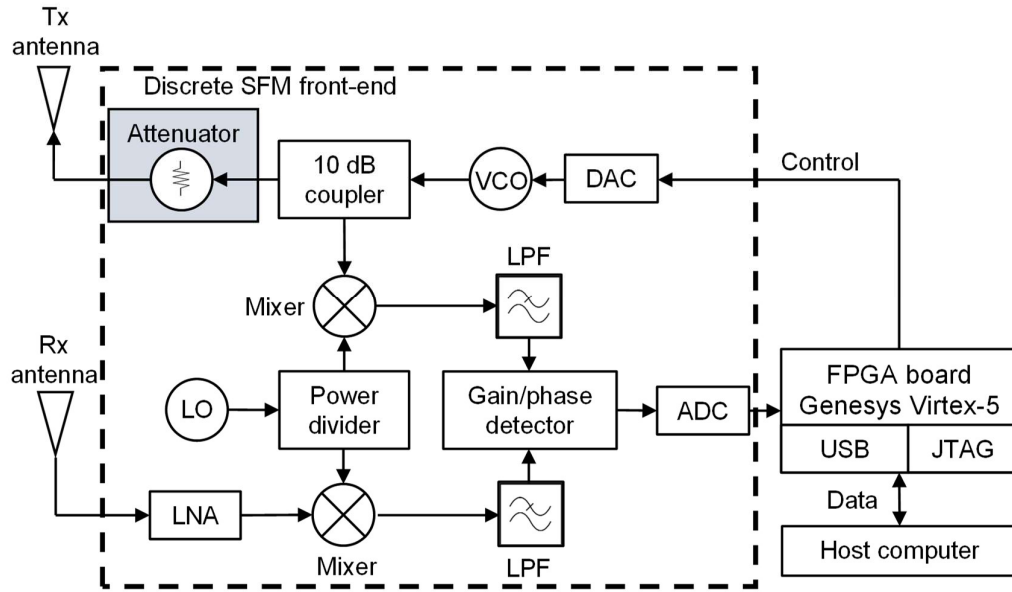 Tx
antenna
Discrete SFM front-end
Attenuator
10 dB
coupler
VCO
DAC
Control
Mixer
LPF
Rx
antenna
LO
Power
divider
Gain/phase
detector
ADC
FPGA board
Genesys Virtex-5
USB
JTAG
LNA
Mixer
LPF
Data
Host computer